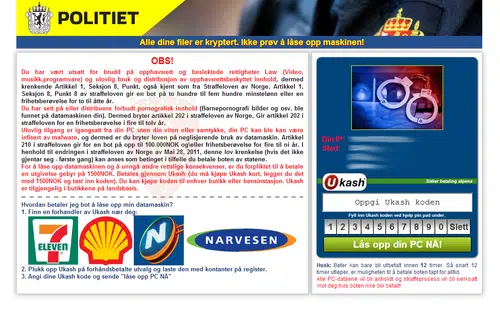 POLITIET
Alle dine filer er kryptert. Ikke prøv å låse opp maskinen!
OBS!
Du har vært utsatt for brudd på opphavsrett og beslektede retigheter Law (Video,
musikk,programvare) og ulovlig bruk og distribusjon av opphavsrettsbeskyttet innhold, dermed
krenkende Artikkel 1, Seksjon 8, Punkt, også kjent som fra Straffeloven av Norge. Artikkel 1,
Seksjon 8, Punkt 8 av straffeloven gir en bot på to hundre til fem hundre minstelønn eller en
frihetsberøvelse for to til åtte år.
Du har sett på eller distribuere forbudt pornografisk innhold (Barnepornografi bilder og osv. ble
funnet på datamaskinen din). Dermed bryter artikkel 202 i straffeloven av Norge, Gir artikkel 202
i straffeloven for en frihetsberøvelse i fire til tolv år.
Ulovlig tilgang er igangsatt fra din PC uten din viten eller samtykke, din PC kan ble kan være
infisert av malware, og dermed er du bryter loven på neglisjerende bruk av datamaskin. Artikkel
210 i straffeloven gir for en bot på opp til 100.000NOK og/eller frihetsberøvelse for fire til ni år. I
henhold til endringen i straffeloven av Norge av Mai 28, 2011, denne lov krenkelse (hvis det ikke
gjentar seg - første gang) kan anses som betinget i tilfelle du betale boten av statene.
For å låse opp datamaskinen og å unngå andre rettslige konsekvenser, er du forpliktet til å betale
en utgivelse gebyr på 1500NOK. Betales gjennom Ukash (du må kjøpe Ukash kort, legger du det
med 1500NOK og tast inn koden). Du kan kjøpe koden til enhver butikk eller bensinstasjon. Ukash er
tilgjengelig i butikkene på landsbasis.
Hvordan betaler jeg bot å låse opp min datamaskin?
1. Finn en forhandler av Ukash nær deg:
7 ELEVEN
Shell
N
NARVESEN
2. Plukk opp Ukash på forhåndsbetalte utvalg og laste den med kontanter på register.
3. Angi dine Ukash kode og sende "låse opp PC NÅ"
Din IP:
Sted:
Ukash
Sikker betaling skjema
Oppgi Ukash koden
Fyll inn Ukash koden ved hjelp pin pad under.
1 2 3 4 5 6 7 8 9 0 Slett
Lås opp din PC NÅ!
Husk: Bøter kan bare bli utbetalt innen 12 timer. Så snart 12
timer utløper, er muligheten til å betale boten tapt for alltid.
Alle PC-dataene vil bli anholdt og straffeprosess vil bli iverksatt
mot deg hvis boten ikke blir betalt!